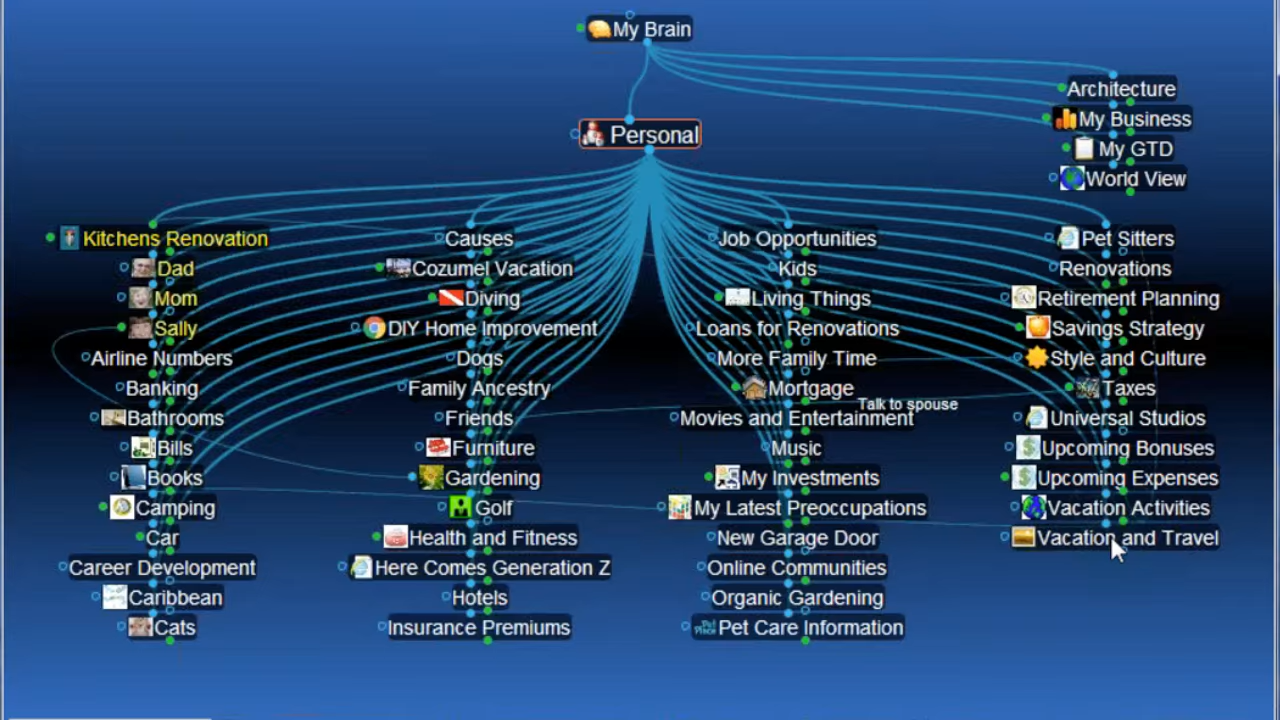 My Brain
Architecture
My Business
My GTD
World View
Personal
Kitchens Renovation
Dad
Mom
Sally
Airline Numbers
Banking
Bathrooms
Bills
Books
Camping
Car
Career Development
Caribbean
Cats
Causes
Cozumel Vacation
Diving
DIY Home Improvement
Dogs
Family Ancestry
Friends
Furniture
Gardening
Golf
Health and Fitness
Here Comes Generation Z
Hotels
Insurance Premiums
Job Opportunities
Kids
Living Things
Loans for Renovations
More Family Time
Mortgage
Talk to spouse
Movies and Entertainment
Music
My Investments
My Latest Preoccupations
New Garage Door
Online Communities
Organic Gardening
Pet Care Information
Pet Sitters
Renovations
Retirement Planning
Savings Strategy
Style and Culture
Taxes
Universal Studios
Upcoming Bonuses
Upcoming Expenses
Vacation Activities
Vacation and Travel